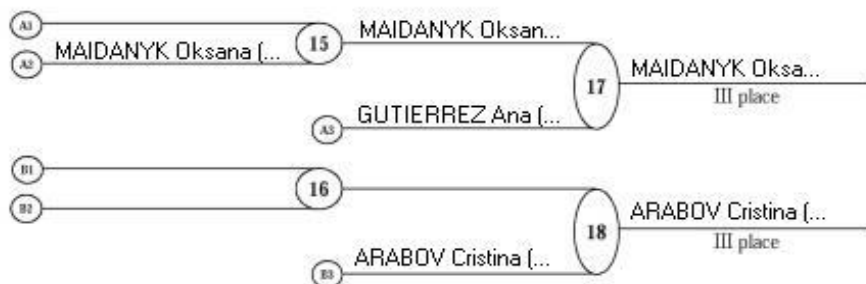 A1
MAIDANYK Oksana (...
A2
15
MAIDANYK Oksan...
17
MAIDANYK Oksa...
III place
GUTIERREZ Ana (...
A3
B1
16
B2
18
ARABOV Cristina (...
III place
ARABOV Cristina (...
B3